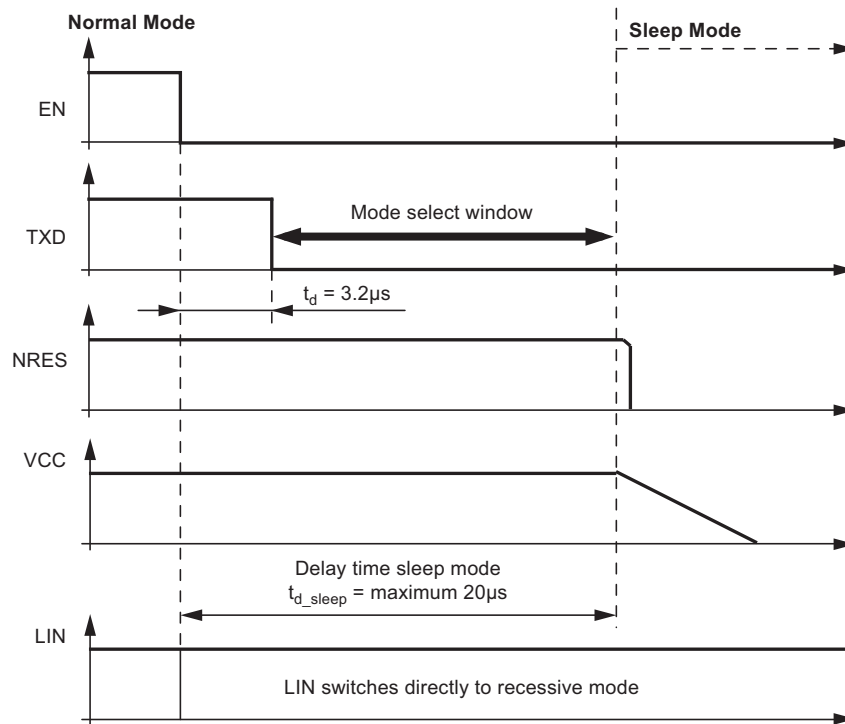 Normal Mode
Sleep Mode
EN
TXD
Mode select window
t_d = 3.2µs
NRES
VCC
Delay time sleep mode
t_d_sleep = maximum 20µs
LIN
LIN switches directly to recessive mode